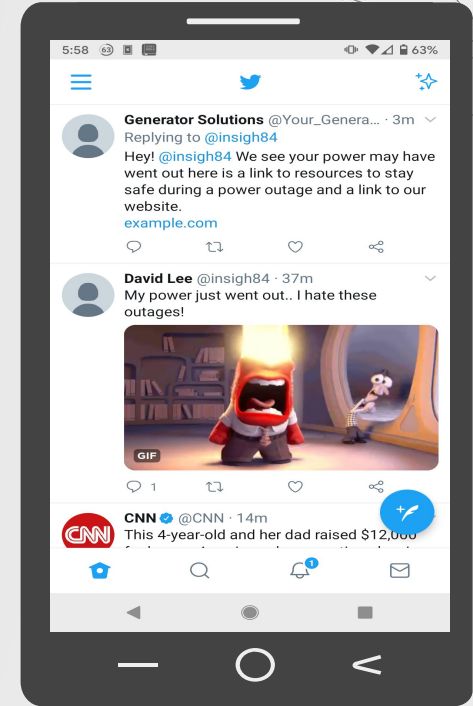 5:58 63 63%
Generator Solutions @Your_Genera... · 3m
Replying to @insigh84
Hey! @insigh84 We see your power may have
went out here is a link to resources to stay
safe during a power outage and a link to our
website.
example.com
David Lee @insigh84 · 37m
My power just went out.. I hate these
outages!
GIF
1
CNN
CNN @CNN · 14m
This 4-year-old and her dad raised $12,000
1